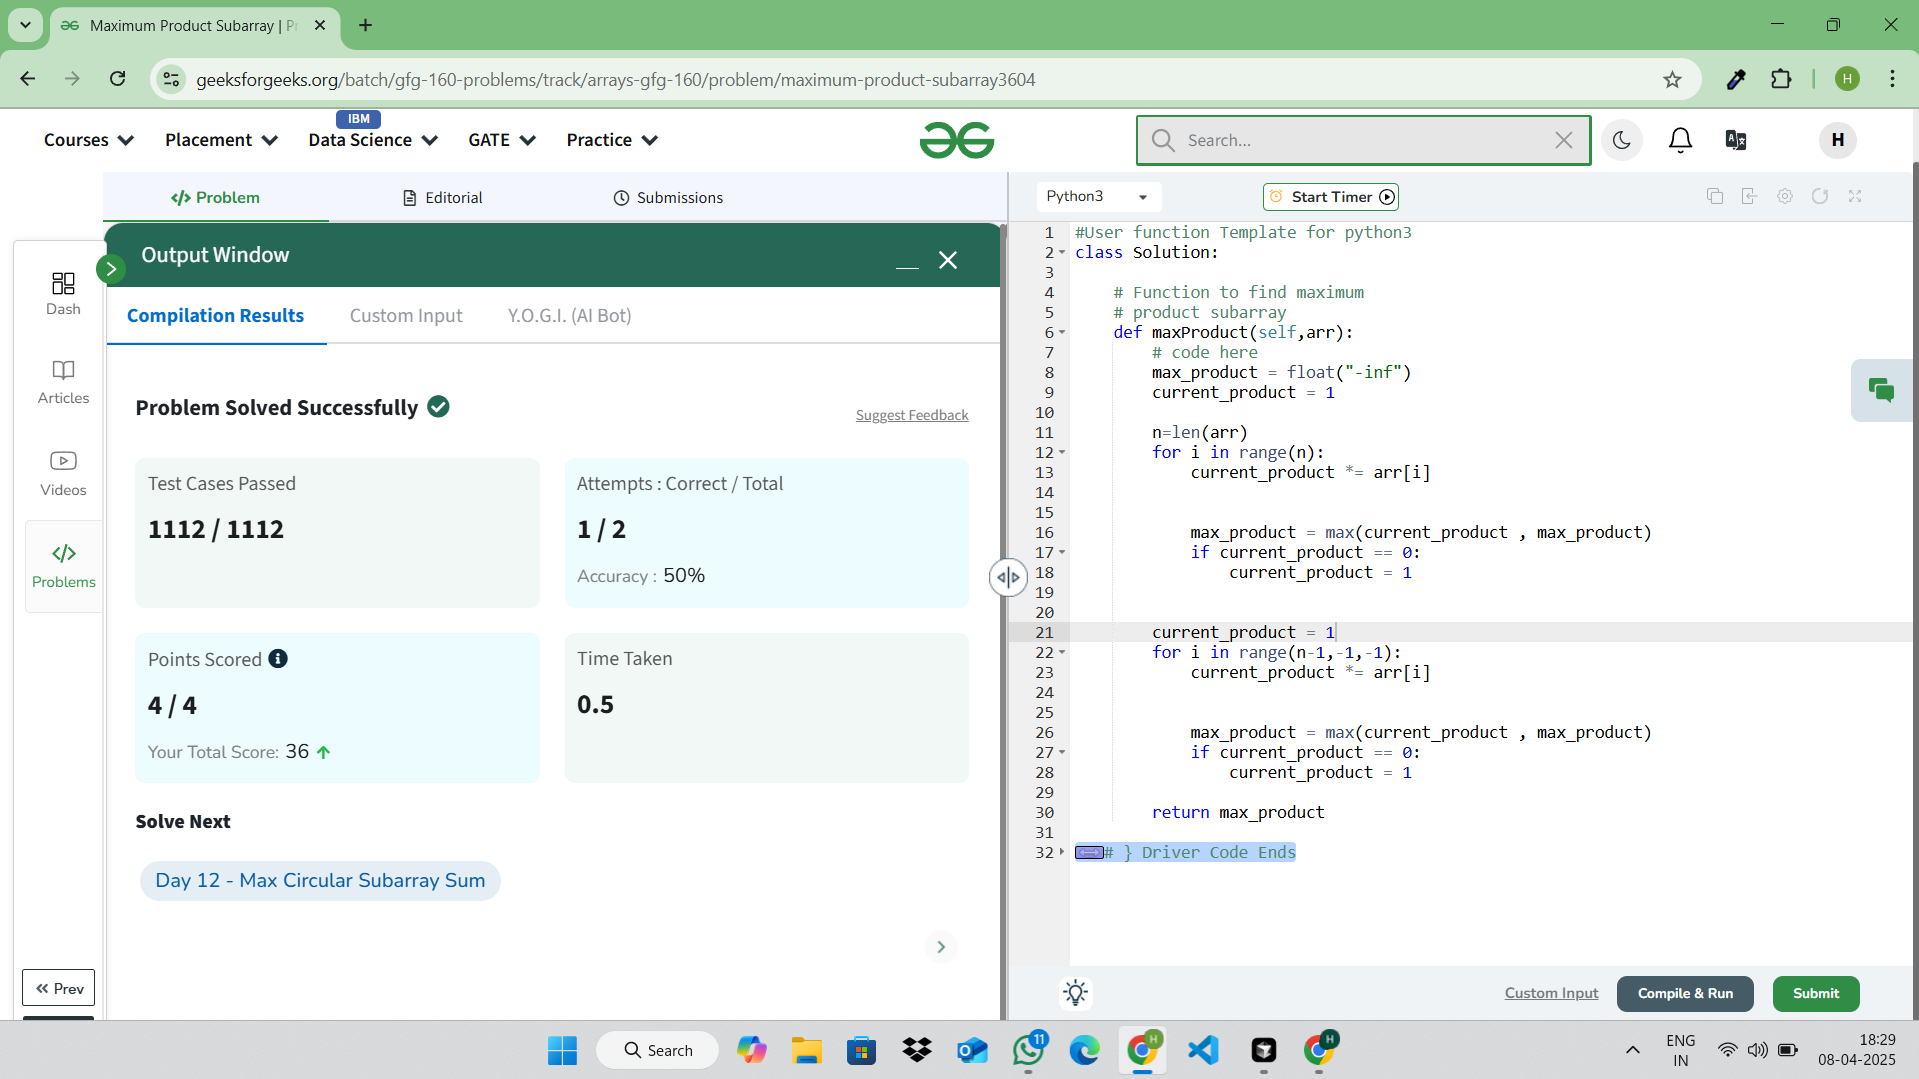 Maximum Product Subarray | Pr
geeksforgeeks.org/batch/gfg-160-problems/track/arrays-gfg-160/problem/maximum-product-subarray3604
H
IBM
Courses
Placement
Data Science
GATE
Practice
Search...
H
</> Problem
Editorial
Submissions
Python3
Start Timer
Dash
Articles
Videos
</>
Problems
Prev
Output Window
Compilation Results
Custom Input
Y.O.G.I. (AI Bot)
Problem Solved Successfully
Suggest Feedback
Test Cases Passed
1112 / 1112
Attempts : Correct / Total
1 / 2
Accuracy : 50%
Points Scored
4 / 4
Your Total Score: 36
Time Taken
0.5
Solve Next
Day 12 - Max Circular Subarray Sum
1 #User function Template for python3
2 class Solution:
3
4     # Function to find maximum
5     # product subarray
6     def maxProduct(self,arr):
7         # code here
8         max_product = float("-inf")
9         current_product = 1
10
11         n=len(arr)
12         for i in range(n):
13             current_product *= arr[i]
14
15
16             max_product = max(current_product , max_product)
17             if current_product == 0:
18                 current_product = 1
19
20
21         current_product = 1
22         for i in range(n-1,-1,-1):
23             current_product *= arr[i]
24
25
26             max_product = max(current_product , max_product)
27             if current_product == 0:
28                 current_product = 1
29
30         return max_product
31
32 # } Driver Code Ends
Custom Input
Compile & Run
Submit
Search
11
H
H
ENG
IN
18:29
08-04-2025